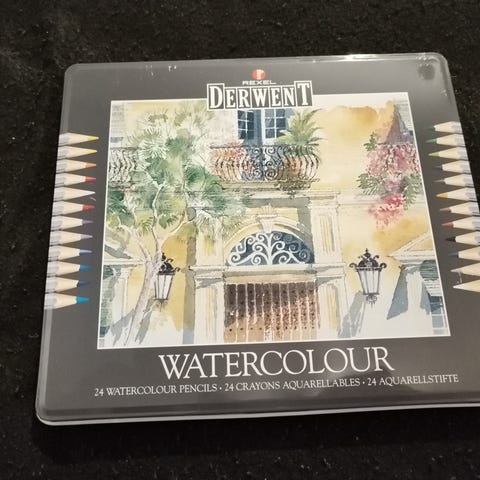 REXEL
DERWENT
WATERCOLOUR
24 WATERCOLOUR PENCILS · 24 CRAYONS AQUARELLABLES · 24 AQUARELLSTIFTE